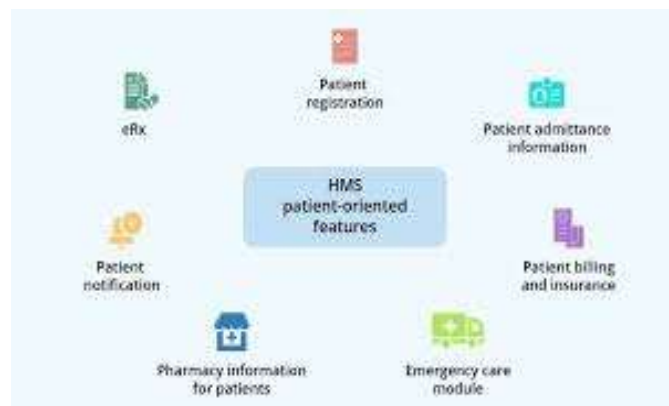 Patient
registration
eRx
Patient admittance
information
HMS
patient-oriented
features
Patient
notification
Patient billing
and insurance
Pharmacy information
for patients
Emergency care
module